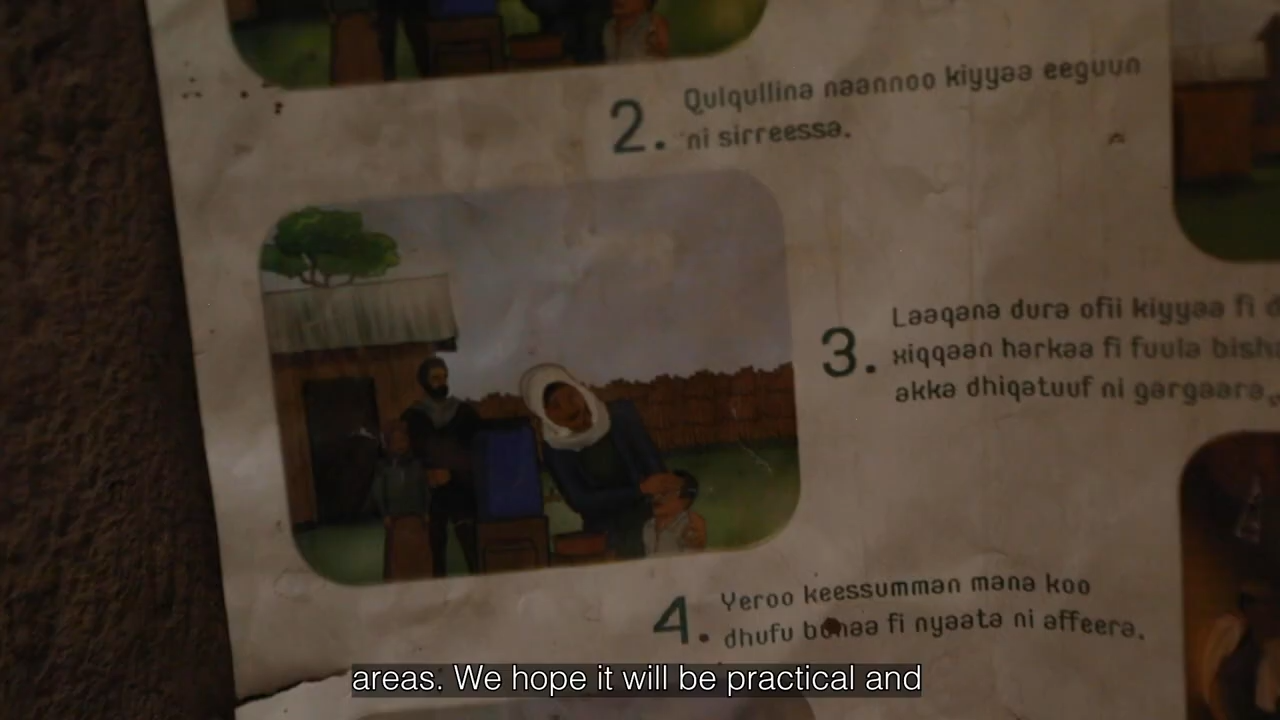 2. Qulqullina naannoo kiyyaa eeguun
ni sirreessa.
3. Laaqana dura ofii kiyyaa fi
xiqqaan harkaa fi fuula
akka dhiqatuuf ni gargaara.
4. Yeroo keessumman mana koo
dhufu bunaa fi nyaata ni affeera.
areas. We hope it will be practical and